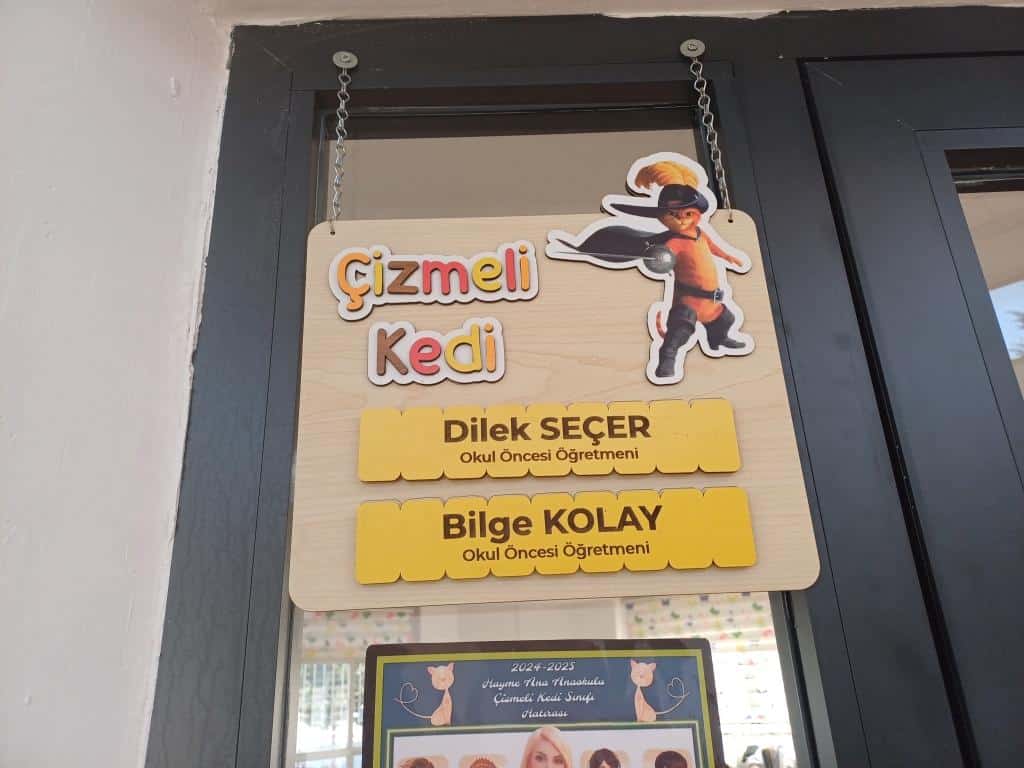 Çizmeli
Kedi
Dilek SEÇER
Okul Öncesi Öğretmeni
Bilge KOLAY
Okul Öncesi Öğretmeni
2024-2025
Hayme Ana Anaokulu
Çizmeli Kedi Sınıfı
Hatırası